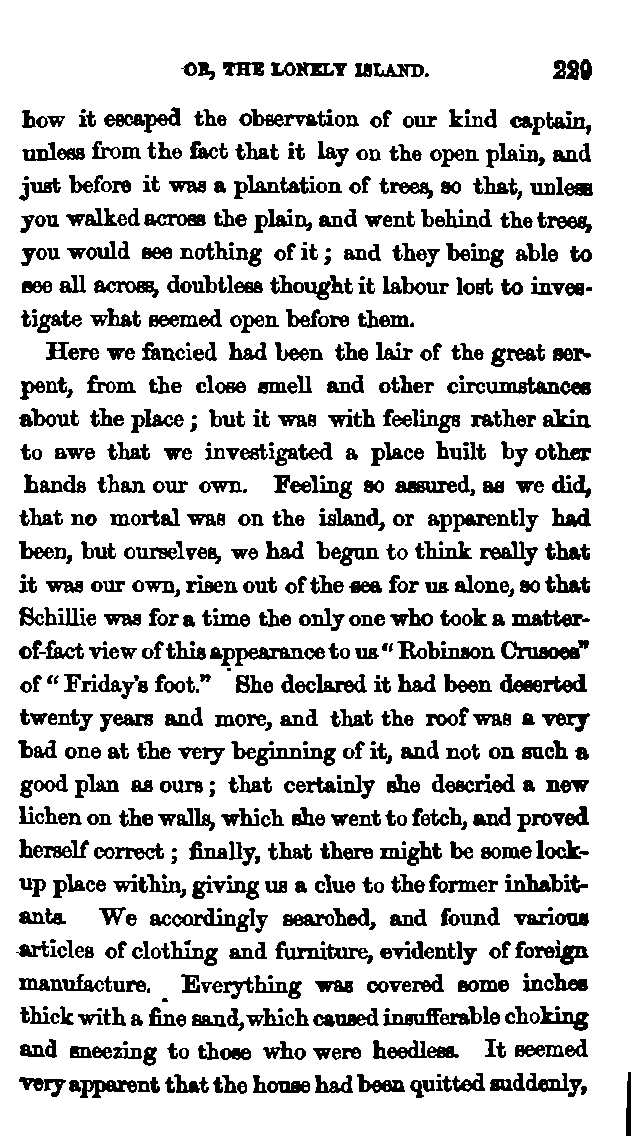 OR, THE LONELY ISLAND. 229
how it escaped the observation of our kind captain,
unless from the fact that it lay on the open plain, and
just before it was a plantation of trees, so that, unless
you walked across the plain, and went behind the trees,
you would see nothing of it; and they being able to
see all across, doubtless thought it labour lost to inves-
tigate what seemed open before them.
Here we fancied had been the lair of the great ser-
pent, from the close smell and other circumstances
about the place; but it was with feelings rather akin
to awe that we investigated a place built by other
hands than our own. Feeling so assured, as we did,
that no mortal was on the island, or apparently had
been, but ourselves, we had begun to think really that
it was our own, risen out of the sea for us alone, so that
Schillie was for a time the only one who took a matter-
of-fact view of this appearance to us "Robinson Crusoes"
of "Friday's foot." She declared it had been deserted
twenty years and more, and that the roof was a very
bad one at the very beginning of it, and not on such a
good plan as ours; that certainly she descried a new
lichen on the walls, which she went to fetch, and proved
herself correct; finally, that there might be some lock-
up place within, giving us a clue to the former inhabit-
ants. We accordingly searched, and found various
articles of clothing and furniture, evidently of foreign
manufacture. Everything was covered some inches
thick with a fine sand, which caused insufferable choking
and sneezing to those who were heedless. It seemed
very apparent that the house had been quitted suddenly,